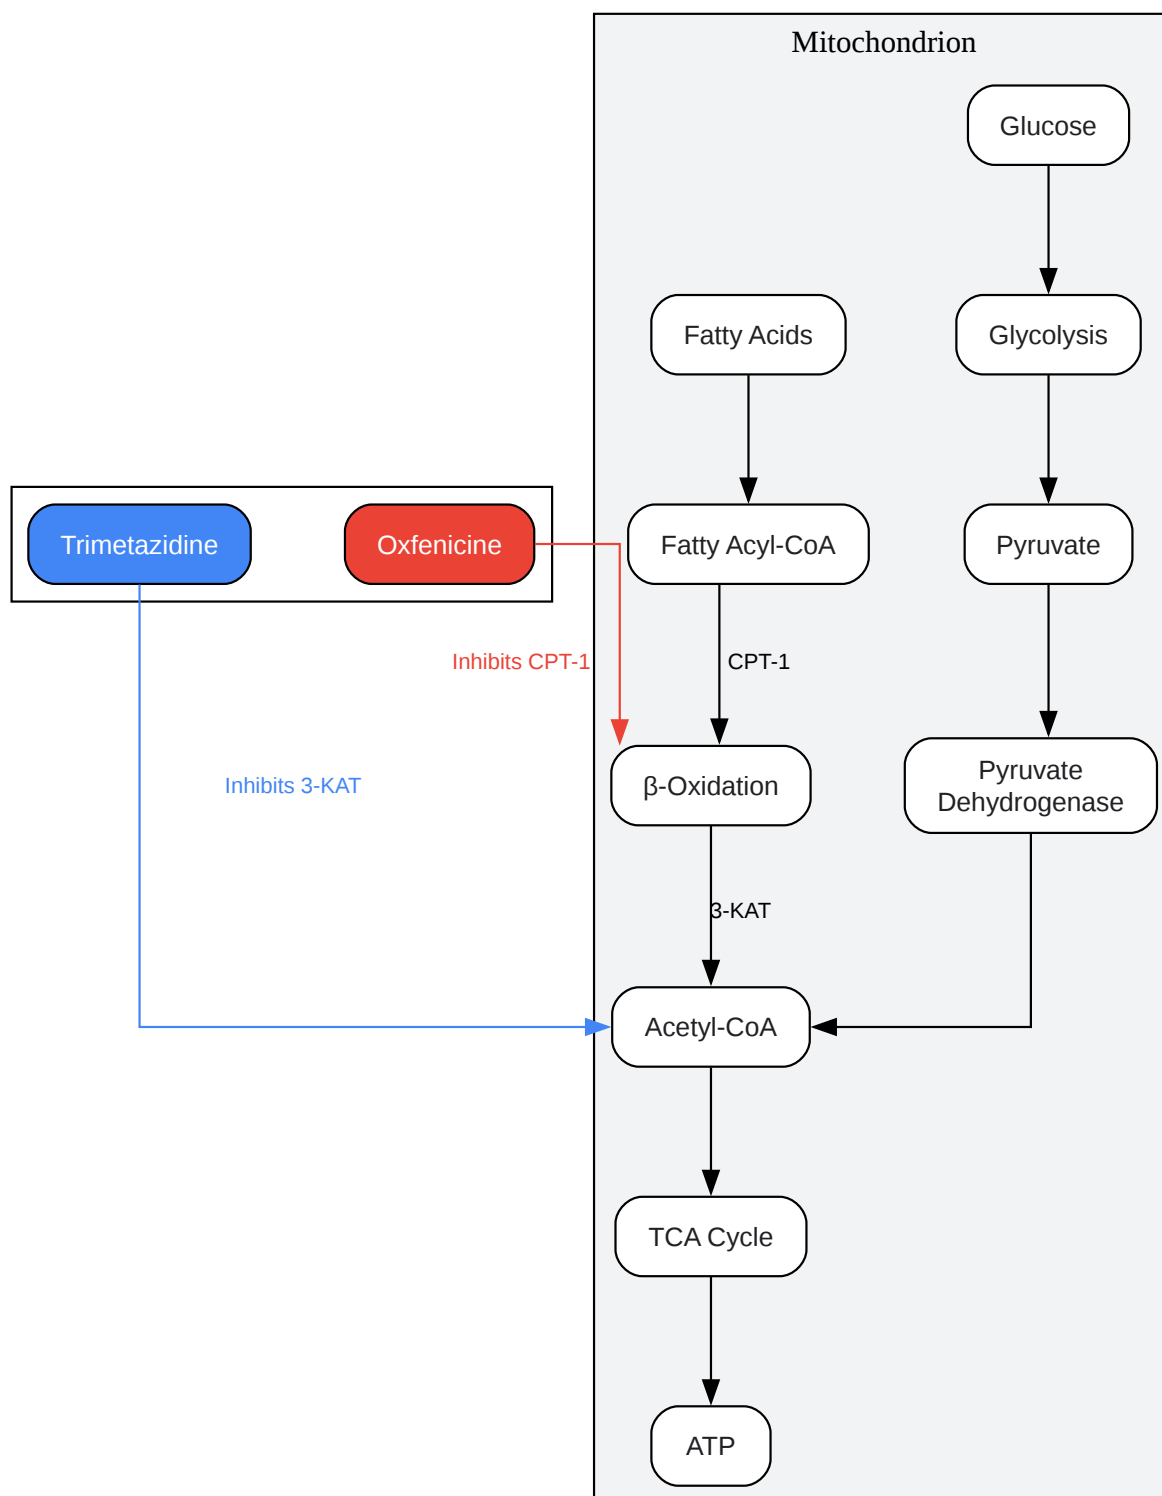 Mitochondrion
Glucose
Fatty Acids
Glycolysis
Trimetazidine
Oxfenicine
Fatty Acyl-CoA
Pyruvate
Inhibits CPT-1
CPT-1
Inhibits 3-KAT
β-Oxidation
Pyruvate
Dehydrogenase
3-KAT
Acetyl-CoA
TCA Cycle
ATP